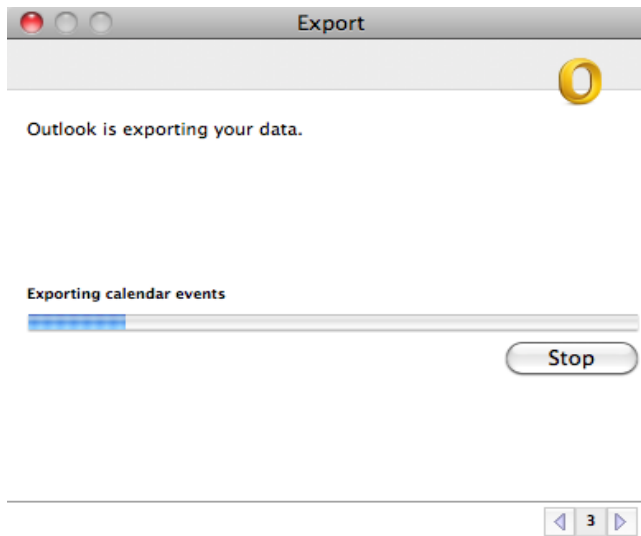 Export
Outlook is exporting your data.
Exporting calendar events
Stop
3